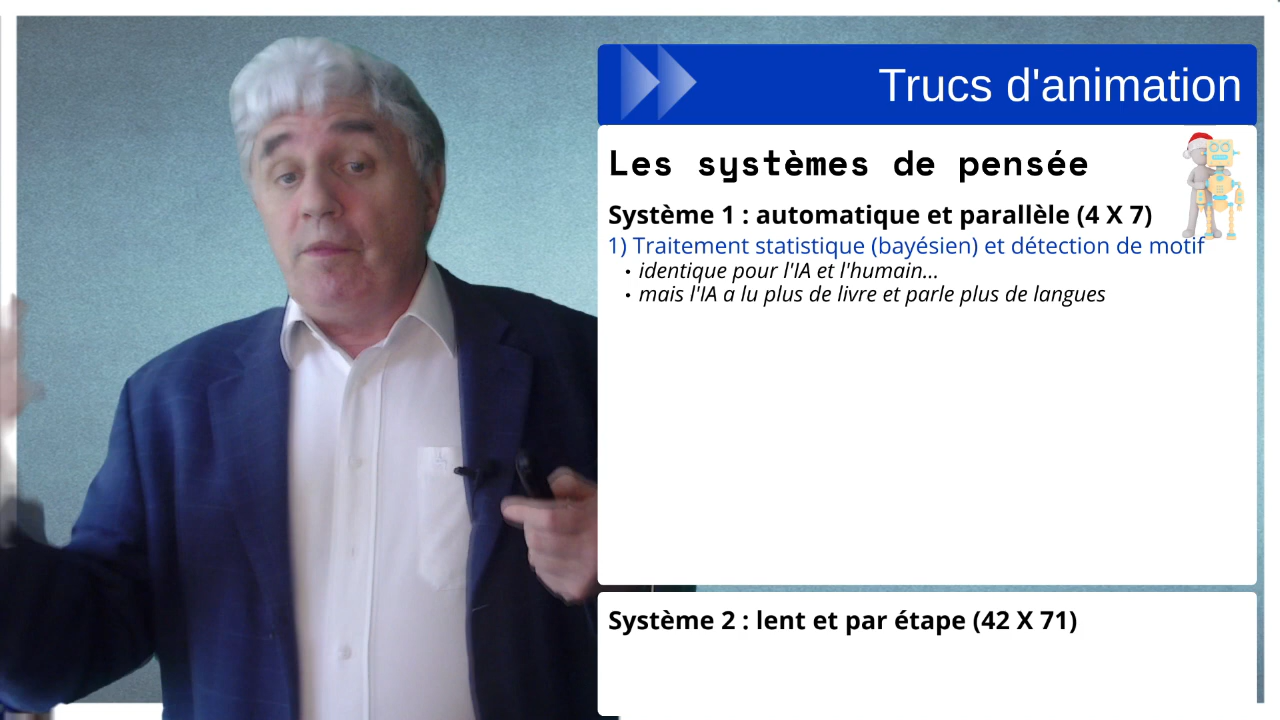 Trucs d'animation
Les systèmes de pensée
Système 1 : automatique et parallèle (4 X 7)
1) Traitement statistique (bayésien) et détection de motif
• identique pour l'IA et l'humain...
• mais l'IA a lu plus de livre et parle plus de langues
Système 2 : lent et par étape (42 X 71)